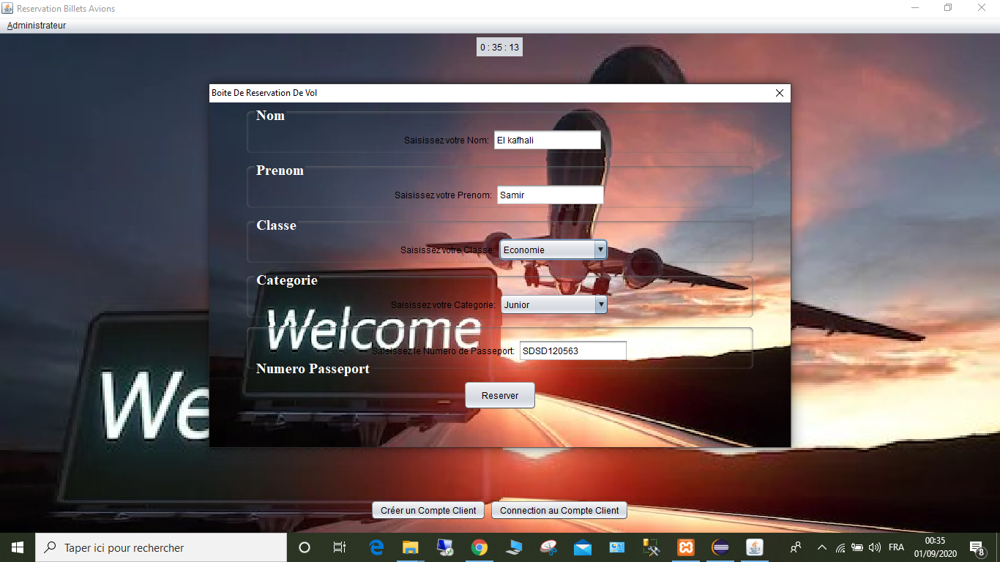 Reservation Billets Avions
Administrateur
0 : 35 : 13
Boite De Reservation De Vol
Nom
Saisissez votre Nom: El kafhali
Prenom
Saisissez votre Prenom: Samir
Classe
Saisissez votre Classe: Economie
Categorie
Saisissez votre Categorie: Junior
Welcome
Saisissez le Numero de Passeport: SDSD120563
Numero Passeport
We
Reserver
Créer un Compte Client Connection au Compte Client
Taper ici pour rechercher
FRA
00:35
01/09/2020
8